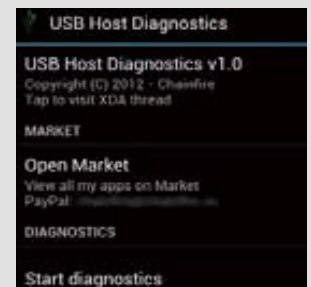 USB Host Diagnostics
USB Host Diagnostics v1.0
Copyright (C) 2012 - Chainfire
Tap to visit XDA thread
MARKET
Open Market
View all my apps on Market
PayPal:
DIAGNOSTICS
Start diagnostics